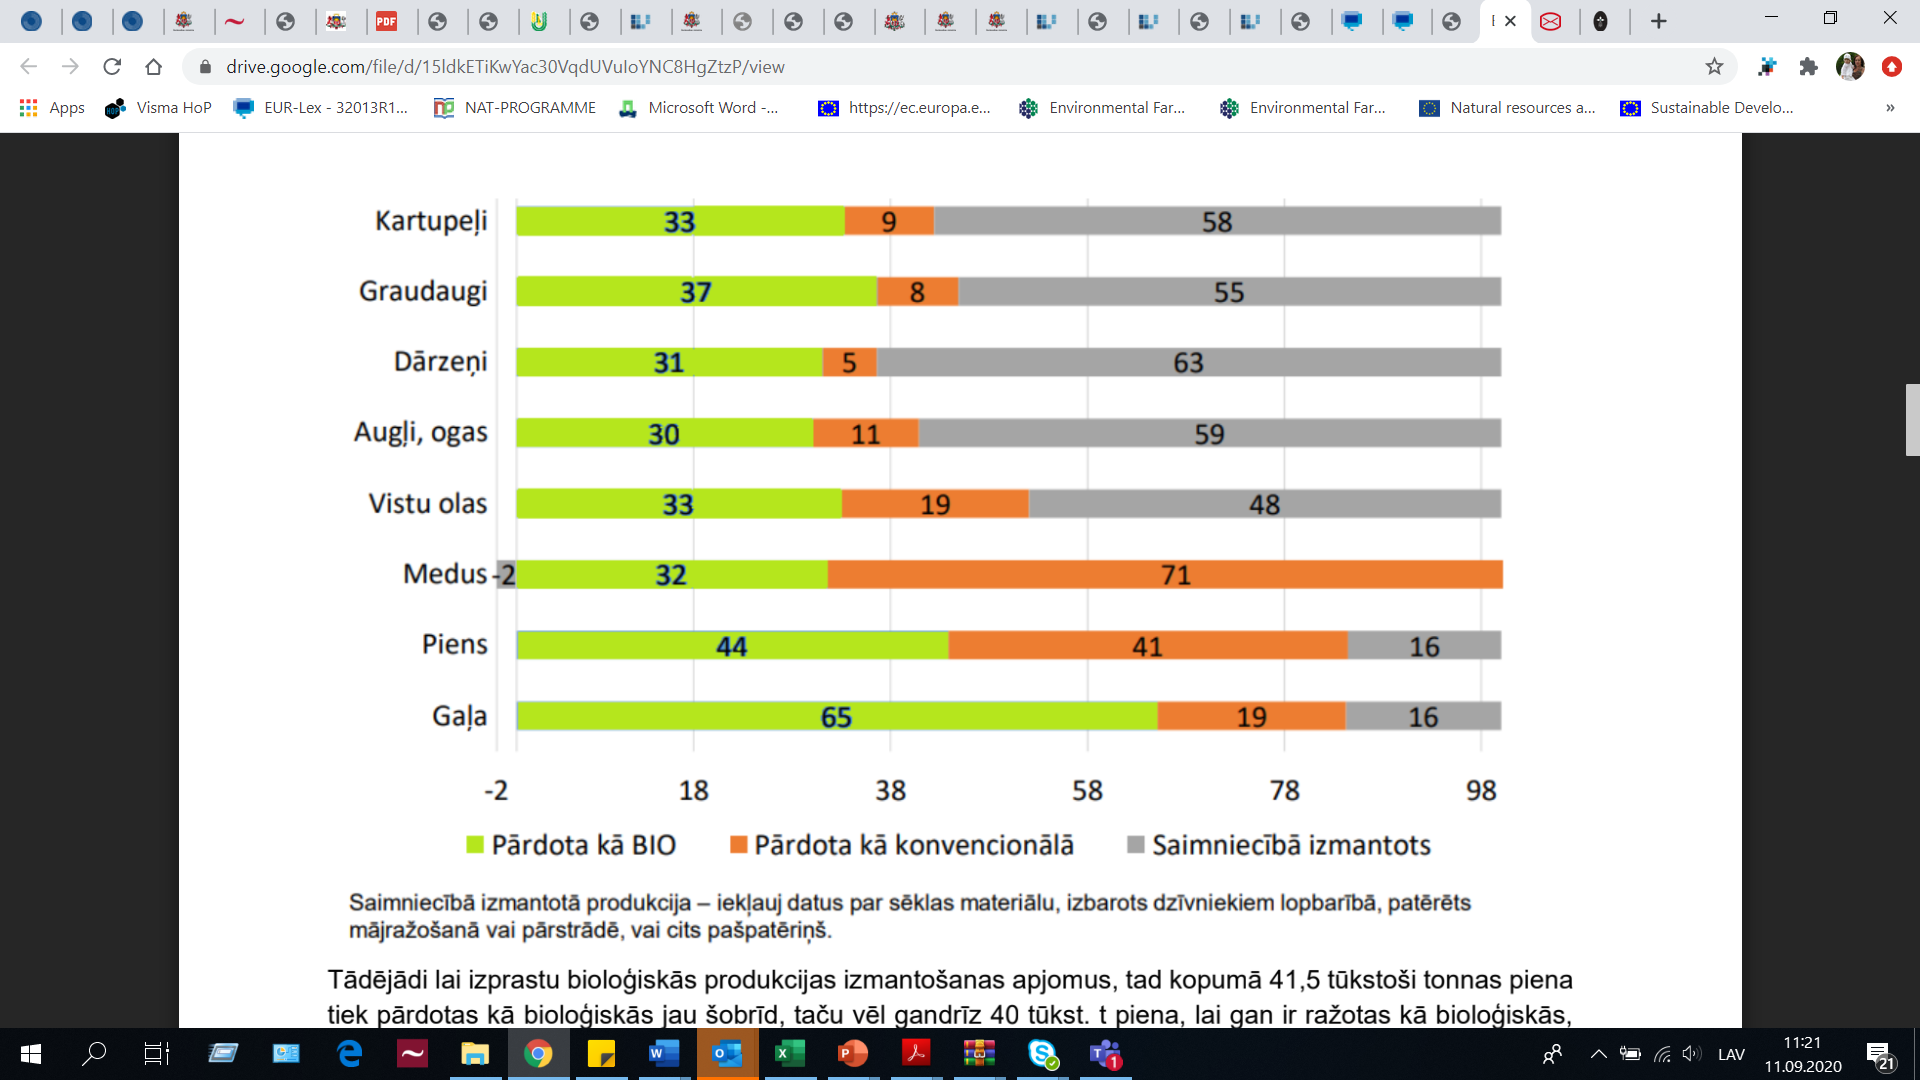 drive.google.com/file/d/15ldkETiKwYac30VqdUVuIoYNC8HgZtzP/view
Apps Visma HoP EUR-Lex - 32013R1... NAT-PROGRAMME Microsoft Word -... https://ec.europa.e... Environmental Far... Environmental Far... Natural resources a... Sustainable Develo... »
Kartupeļi 33 9 58
Graudaugi 37 8 55
Dārzeņi 31 5 63
Augļi, ogas 30 11 59
Vistu olas 33 19 48
Medus -2 32 71
Piens 44 41 16
Gaļa 65 19 16
-2 18 38 58 78 98
Pārdota kā BIO Pārdota kā konvencionālā Saimniecībā izmantots
Saimniecībā izmantotā produkcija – iekļauj datus par sēklas materiālu, izbarots dzīvniekiem lopbarībā, patērēts
mājražošanā vai pārstrādē, vai cits pašpatēriņš.
Tādējādi lai izprastu bioloģiskās produkcijas izmantošanas apjomus, tad kopumā 41,5 tūkstoši tonnas piena
tiek pārdotas kā bioloģiskās jau šobrīd, taču vēl gandrīz 40 tūkst. t piena, lai gan ir ražotas kā bioloģiskās,
LAV 11:21
11.09.2020 21